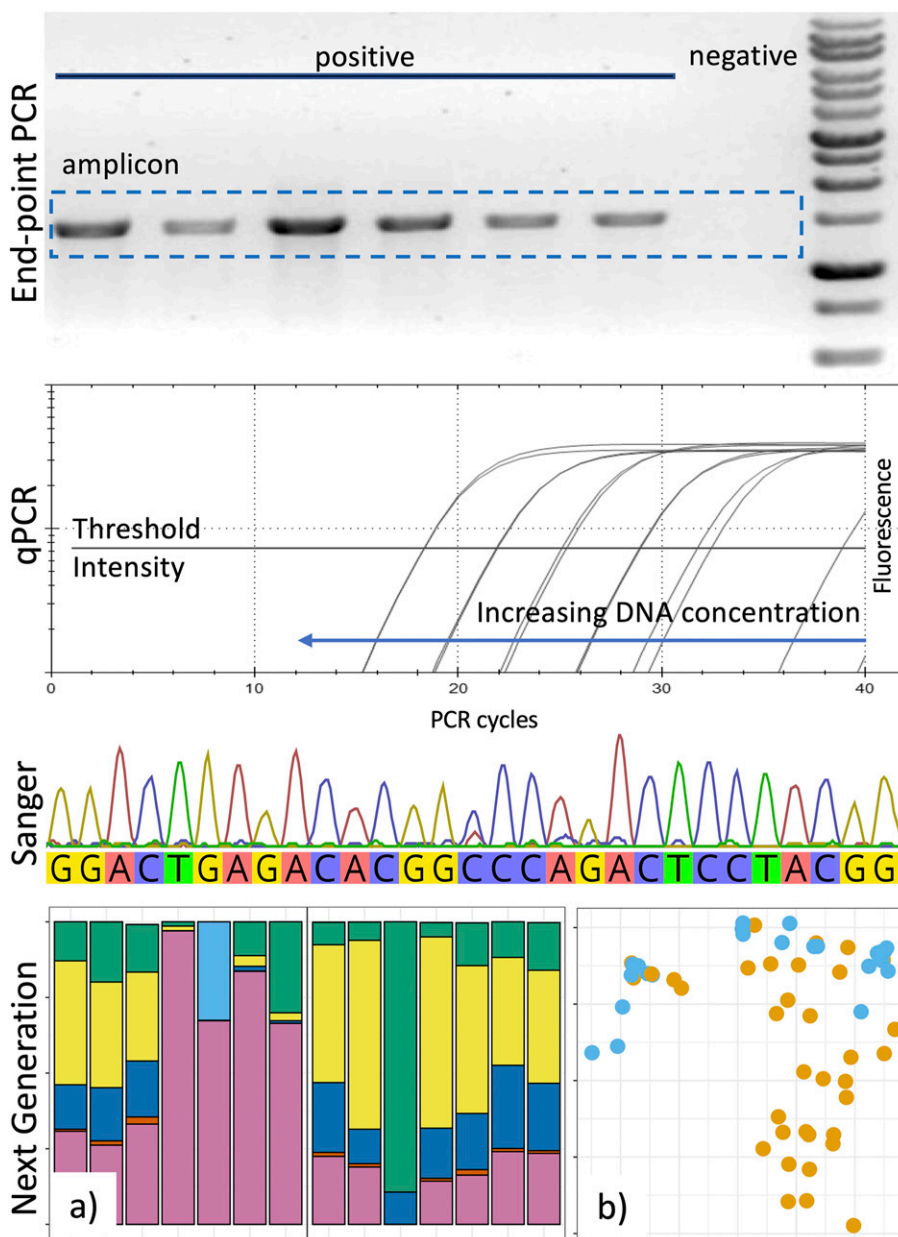 End-point PCR
positive
negative
amplicon
qPCR
Threshold
Intensity
Fluorescence
Increasing DNA concentration
0 10 20 30 40
PCR cycles
Sanger
GGACTGAGACACGGCCCAGACTCCTACGG
Next Generation
a)
b)